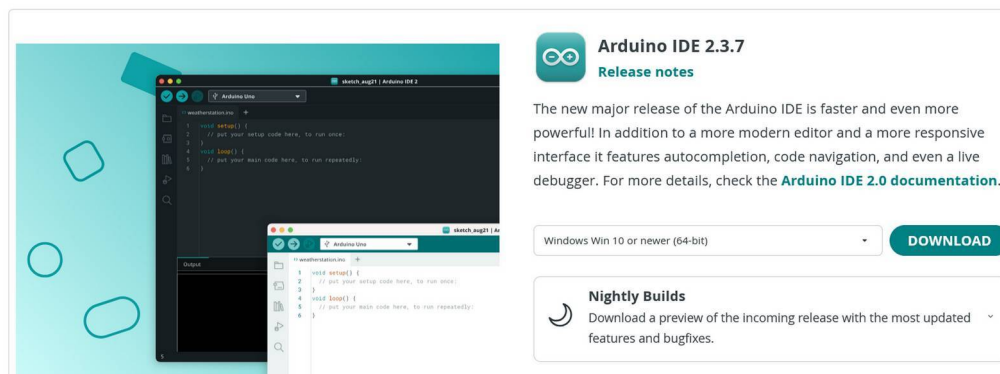 Arduino IDE 2.3.7
Release notes
The new major release of the Arduino IDE is faster and even more
powerful! In addition to a more modern editor and a more responsive
interface it features autocompletion, code navigation, and even a live
debugger. For more details, check the Arduino IDE 2.0 documentation.
Windows Win 10 or newer (64-bit)
DOWNLOAD
Nightly Builds
Download a preview of the incoming release with the most updated
features and bugfixes.
sketch_aug21 | Arduino IDE 2
Arduino Uno
weatherstation.ino
1 void setup() {
2 // put your setup code here, to run once:
3 }
4 void loop() {
5 // put your main code here, to run repeatedly:
6 }
Output
5
sketch_aug21 | Ar
Arduino Uno
weatherstation.ino
1 void setup() {
2 // put your setup code here, to run once:
3 }
4 void loop() {
5 // put your main code here, to run repeatedly:
6 }